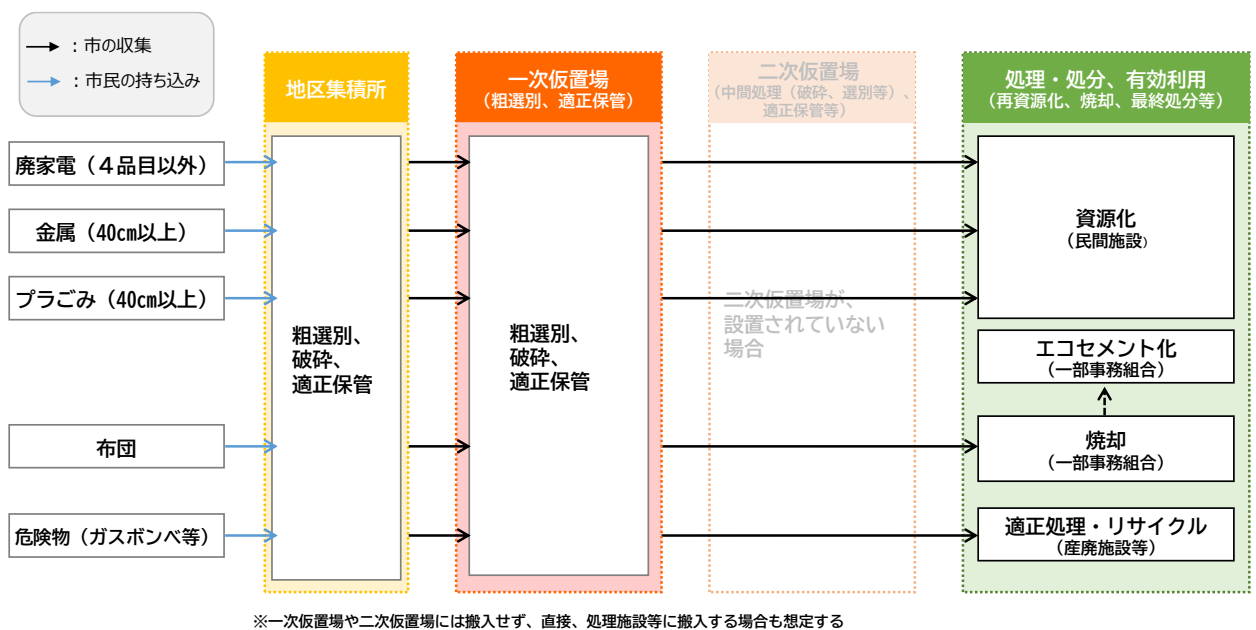 ：市の収集
：市民の持ち込み
地区集積所
一次仮置場
（粗選別、適正保管）
二次仮置場
（中間処理（破砕、選別等）、
適正保管等）
処理・処分、有効利用
（再資源化、焼却、最終処分等）
廃家電（４品目以外）
金属（40㎝以上）
プラごみ（40㎝以上）
布団
危険物（ガスボンベ等）
粗選別、
破砕、
適正保管
粗選別、
破砕、
適正保管
二次仮置場が、
設置されていない
場合
資源化
（民間施設）
エコセメント化
（一部事務組合）
焼却
（一部事務組合）
適正処理・リサイクル
（産廃施設等）
※一次仮置場や二次仮置場には搬入せず、直接、処理施設等に搬入する場合も想定する